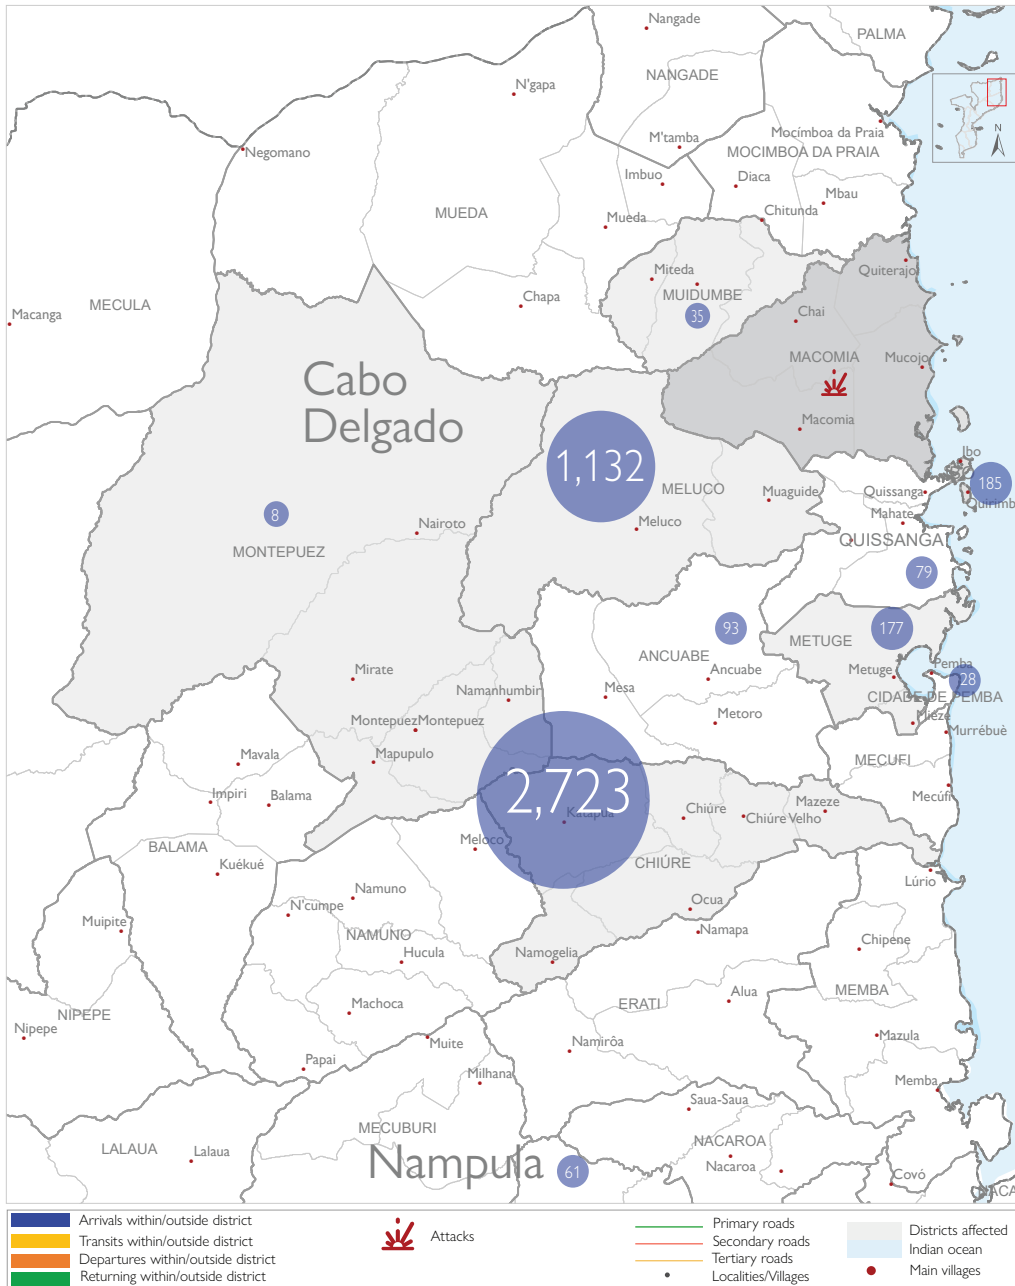 Nangade
PALMA
NANGADE
N'gapa
Mocímboa da Praia
N
M'tamba
MOCIMBOA DA PRAIA
Negomano
Imbuo
Diaca
Mbau
MUEDA
Mueda
Chitunda
Miteda
Quiterajo
MECULA
Chapa
MUIDUMBE
Macanga
35
Chai
MACOMIA
Mucojo
Cabo
Delgado
Macomia
1,132
Ibo
MELUCO
Muaguide
Quissanga
185
8
Meluco
Mahate
Nairoto
QUISSANGA
MONTEPUEZ
79
93
177
METUGE
ANCUABE
Mirate
Ancuabe
Metuge
Pemba
28
Namanhumbir
Mesa
CIDADE DE PEMBA
Metoro
Miéze
Montepuez Montepuez
Murrébuè
Mavala
Mapupulo
MECUFI
Impiri
Balama
2,723
Mecúfi
Katapua
Chiúre
Mazeze
Chiúre Velho
Meloco
BALAMA
CHIÚRE
Kuékué
Lúrio
Namuno
N'cumpe
Ocua
Muipite
NAMUNO
Namapa
Hucula
Namogelia
Chipene
MEMBA
Alua
Machoca
ERATI
NIPEPE
Nipepe
Muite
Namirôa
Mazula
Papai
Milhana
Memba
Saua-Saua
MECUBURI
LALAUA
Lalaua
Nampula
NACAROA
Nacaroa
61
Covó
NACA
Arrivals within/outside district
Transits within/outside district
Departures within/outside district
Returning within/outside district
Attacks
Primary roads
Secondary roads
Tertiary roads
Localities/Villages
Districts affected
Indian ocean
Main villages